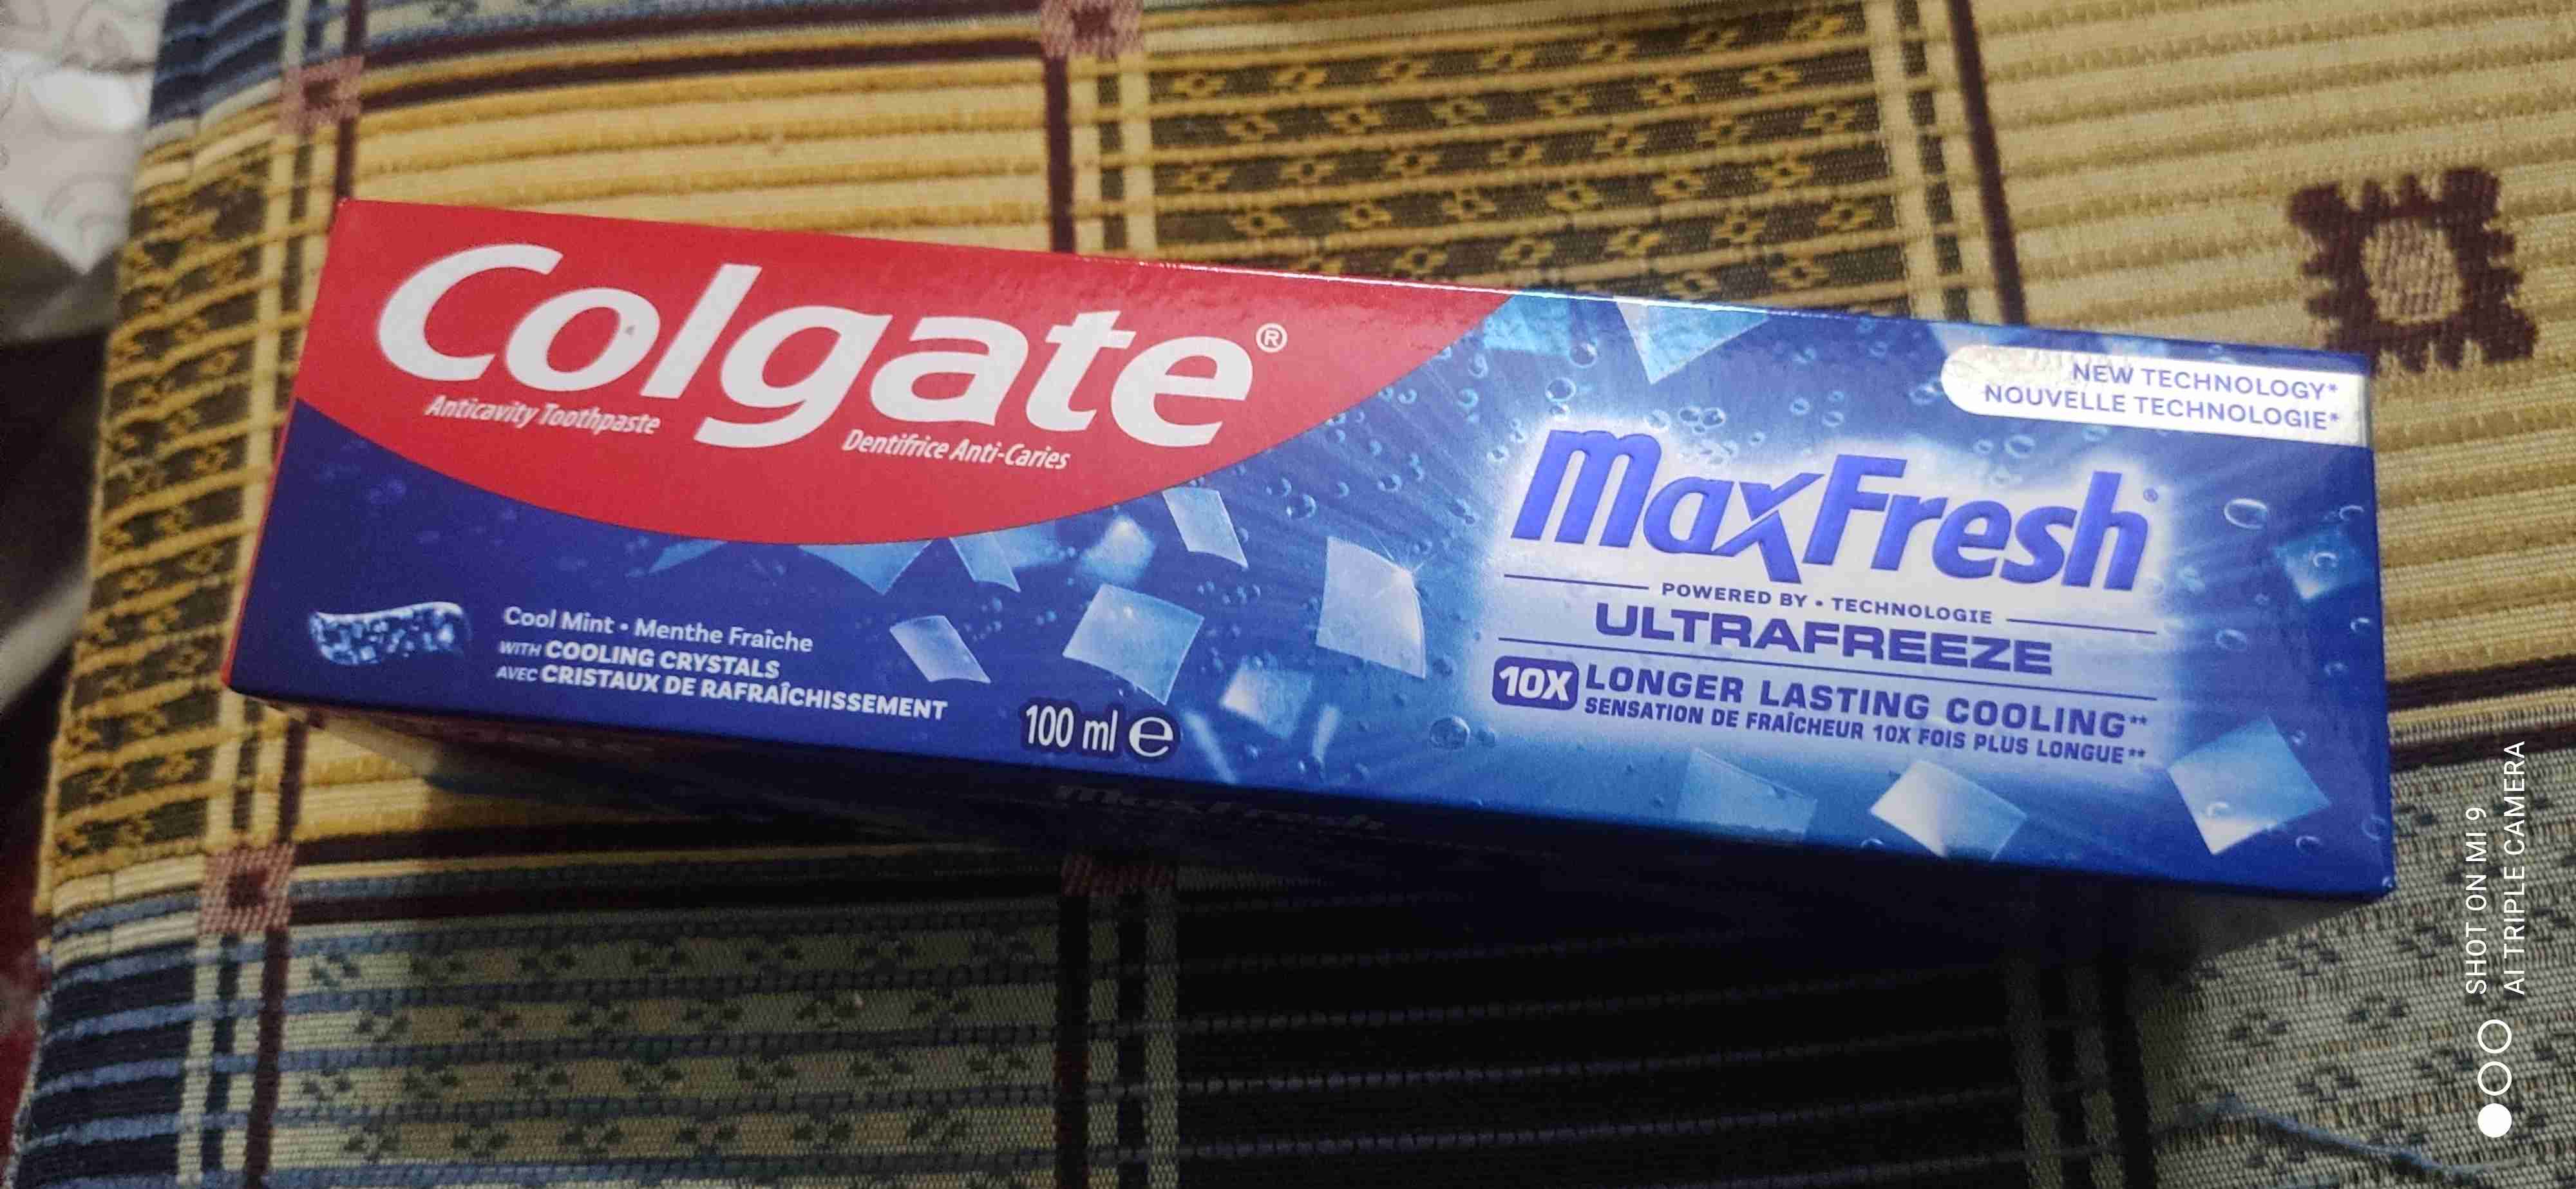 Colgate®
Anticavity Toothpaste
Dentifrice Anti-Caries
Cool Mint • Menthe Fraîche
WITH COOLING CRYSTALS
AVEC CRISTAUX DE RAFRAÎCHISSEMENT
100 ml e
NEW TECHNOLOGY*
NOUVELLE TECHNOLOGIE*
MaxFresh®
POWERED BY • TECHNOLOGIE
ULTRAFREEZE
10X LONGER LASTING COOLING**
SENSATION DE FRAÎCHEUR 10X FOIS PLUS LONGUE**
MaxFresh
SHOT ON MI 9
AI TRIPLE CAMERA